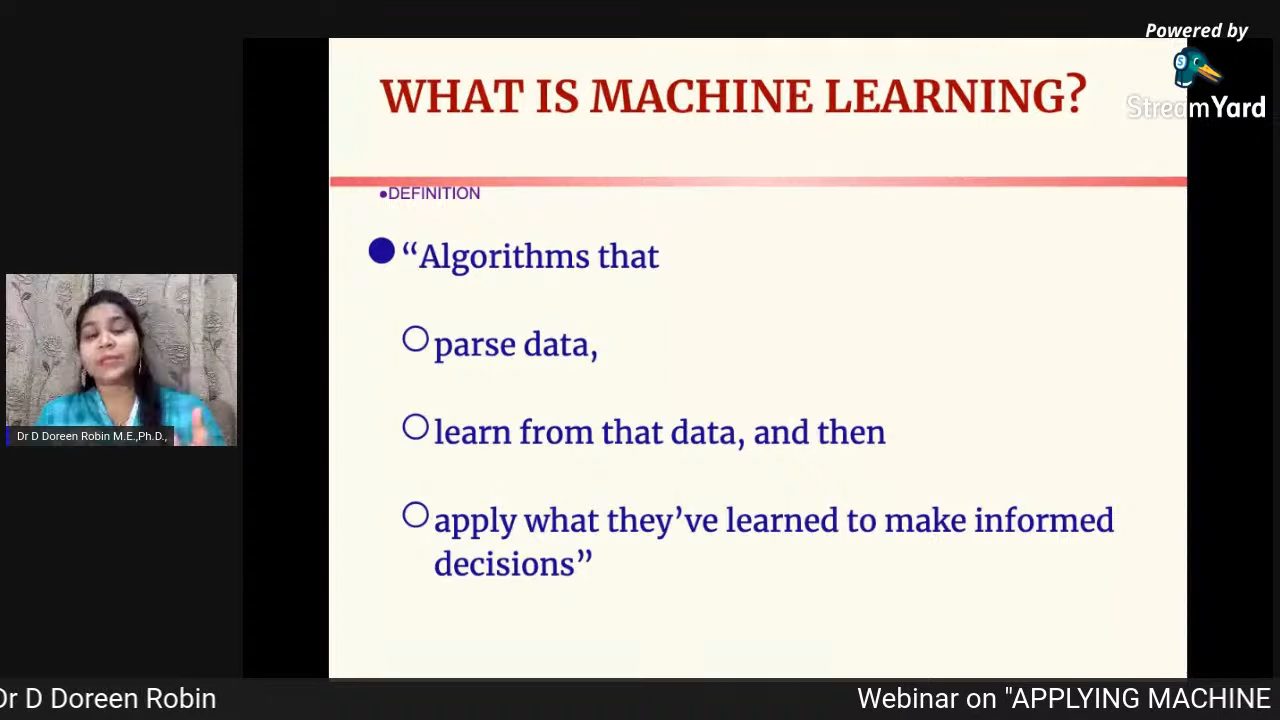 Powered by
StreamYard
WHAT IS MACHINE LEARNING?
●DEFINITION
● “Algorithms that
○ parse data,
○ learn from that data, and then
○ apply what they’ve learned to make informed
decisions”
Dr D Doreen Robin M.E.,Ph.D.,
Dr D Doreen Robin
Webinar on "APPLYING MACHINE